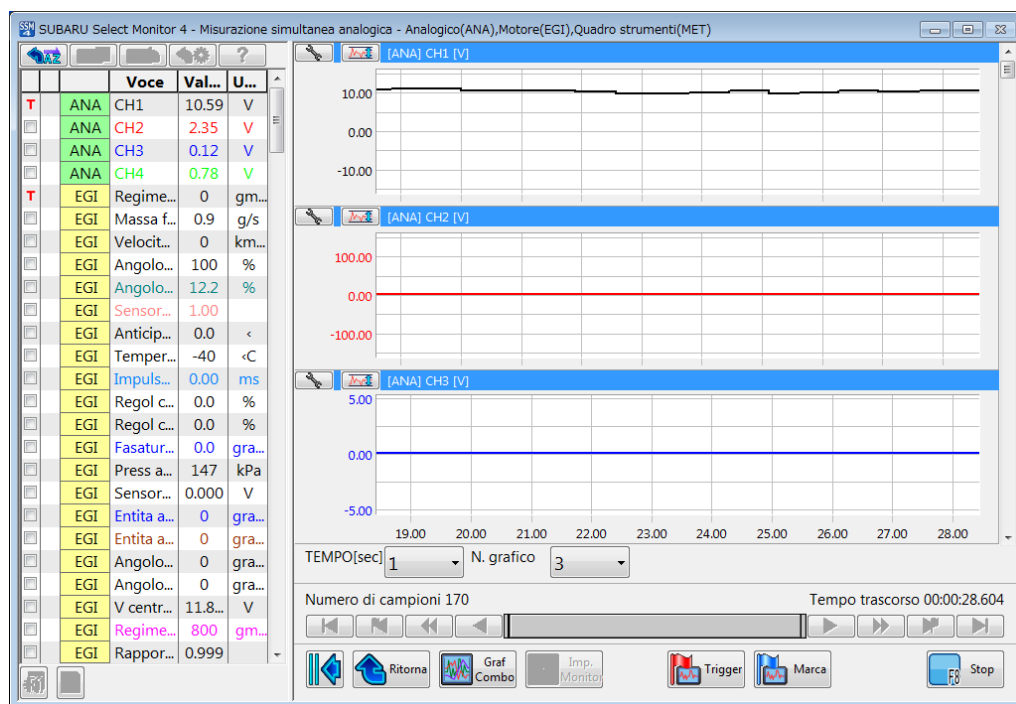 SUBARU Select Monitor 4 - Misurazione simultanea analogica - Analogico(ANA),Motore(EGI),Quadro strumenti(MET)
Voce Val... U...
T ANA CH1 10.59 V
ANA CH2 2.35 V
ANA CH3 0.12 V
ANA CH4 0.78 V
T EGI Regime... 0 gm...
EGI Massa f... 0.9 g/s
EGI Velocit... 0 km...
EGI Angolo... 100 %
EGI Angolo... 12.2 %
EGI Sensor... 1.00
EGI Anticip... 0.0 ‹
EGI Temper... -40 ‹C
EGI Impuls... 0.00 ms
EGI Regol c... 0.0 %
EGI Regol c... 0.0 %
EGI Fasatur... 0.0 gra...
EGI Press a... 147 kPa
EGI Sensor... 0.000 V
EGI Entita a... 0 gra...
EGI Entita a... 0 gra...
EGI Angolo... 0 gra...
EGI Angolo... 0 gra...
EGI V centr... 11.8... V
EGI Regime... 800 gm...
EGI Rappor... 0.999
[ANA] CH1 [V]
10.00
0.00
-10.00
[ANA] CH2 [V]
100.00
0.00
-100.00
[ANA] CH3 [V]
5.00
0.00
-5.00
19.00 20.00 21.00 22.00 23.00 24.00 25.00 26.00 27.00 28.00
TEMPO[sec] 1 N. grafico 3
Numero di campioni 170 Tempo trascorso 00:00:28.604
Ritorna Graf Combo Imp. Monitor Trigger Marca F8 Stop